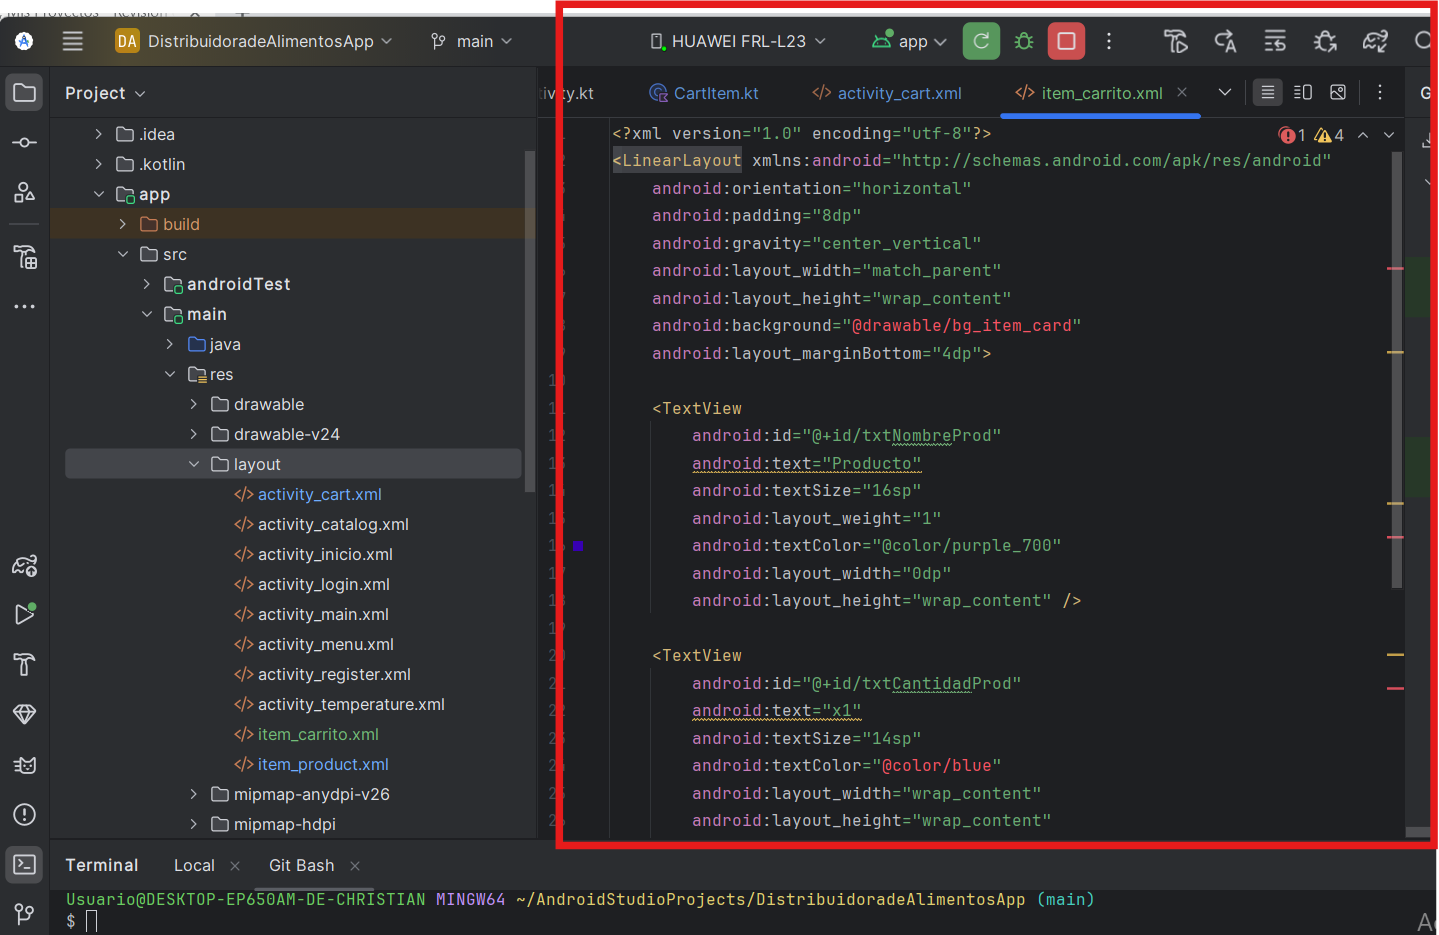 DA DistribuidoradeAlimentosApp
main
HUAWEI FRL-L23
app
Project
.idea
.kotlin
app
build
src
androidTest
main
java
res
drawable
drawable-v24
layout
activity_cart.xml
activity_catalog.xml
activity_inicio.xml
activity_login.xml
activity_main.xml
activity_menu.xml
activity_register.xml
activity_temperature.xml
item_carrito.xml
item_product.xml
mipmap-anydpi-v26
mipmap-hdpi
CartItem.kt
activity_cart.xml
item_carrito.xml
1 4
<?xml version="1.0" encoding="utf-8"?>
<LinearLayout xmlns:android="http://schemas.android.com/apk/res/android"
android:orientation="horizontal"
android:padding="8dp"
android:gravity="center_vertical"
android:layout_width="match_parent"
android:layout_height="wrap_content"
android:background="@drawable/bg_item_card"
android:layout_marginBottom="4dp">
<TextView
android:id="@+id/txtNombreProd"
android:text="Producto"
android:textSize="16sp"
android:layout_weight="1"
android:textColor="@color/purple_700"
android:layout_width="0dp"
android:layout_height="wrap_content" />
<TextView
android:id="@+id/txtCantidadProd"
android:text="x1"
android:textSize="14sp"
android:textColor="@color/blue"
android:layout_width="wrap_content"
android:layout_height="wrap_content"
Terminal
Local
Git Bash
Usuario@DESKTOP-EP650AM-DE-CHRISTIAN MINGW64 ~/AndroidStudioProjects/DistribuidoradeAlimentosApp (main)
$